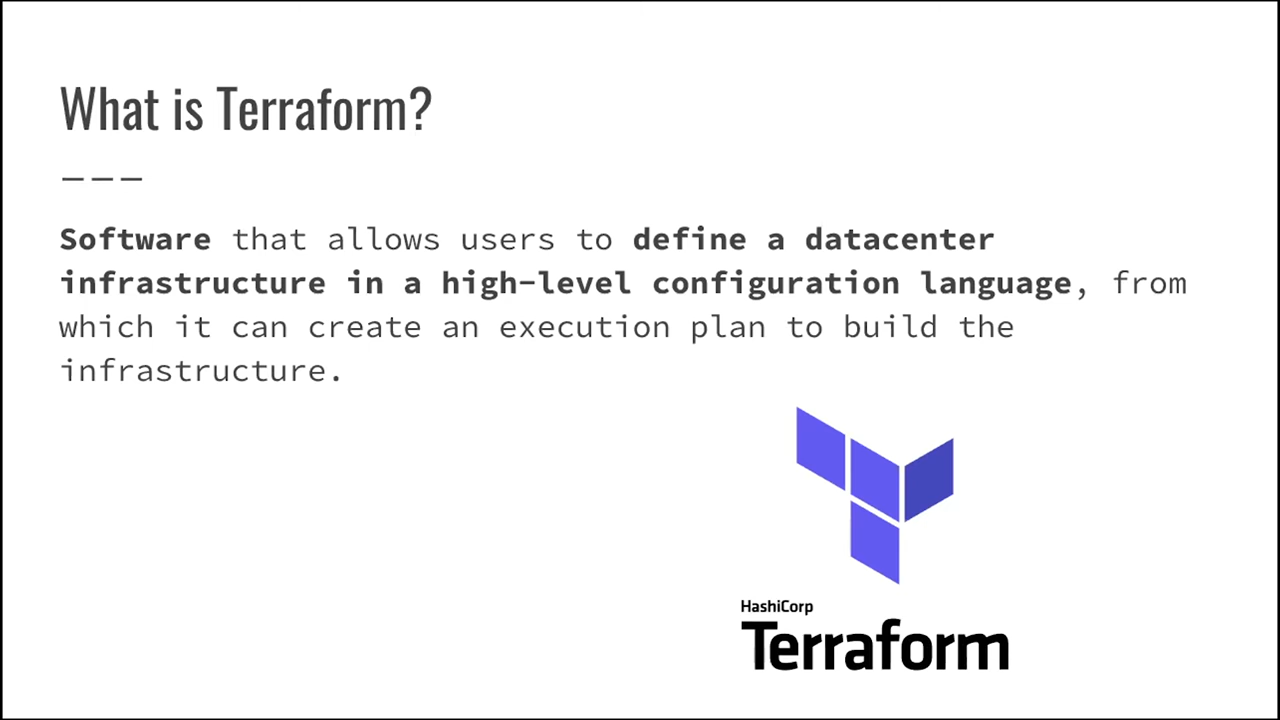 What is Terraform?
———
Software that allows users to define a datacenter
infrastructure in a high-level configuration language, from
which it can create an execution plan to build the
infrastructure.
HashiCorp
Terraform